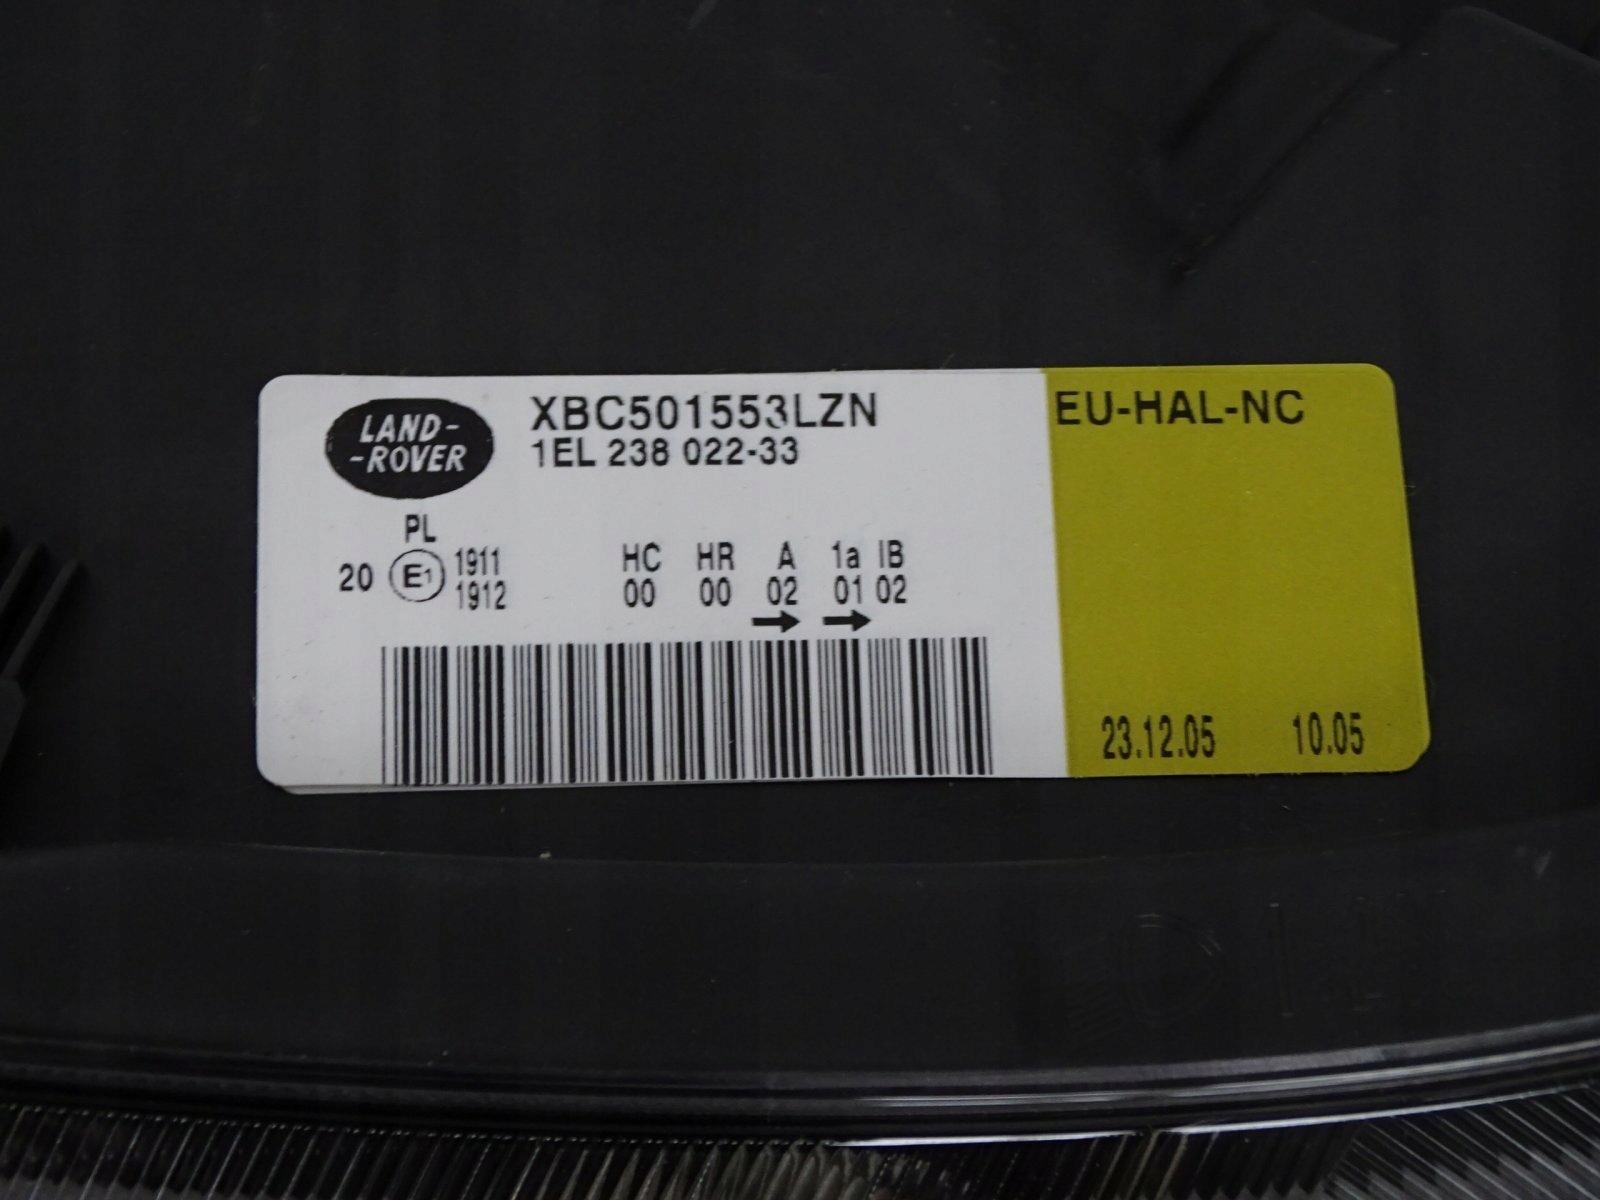 LAND-
-ROVER
XBC501553LZN
1EL 238 022-33
EU-HAL-NC
PL
20 E1 1911
1912
HC HR A 1a IB
00 00 02 01 02
23.12.05 10.05